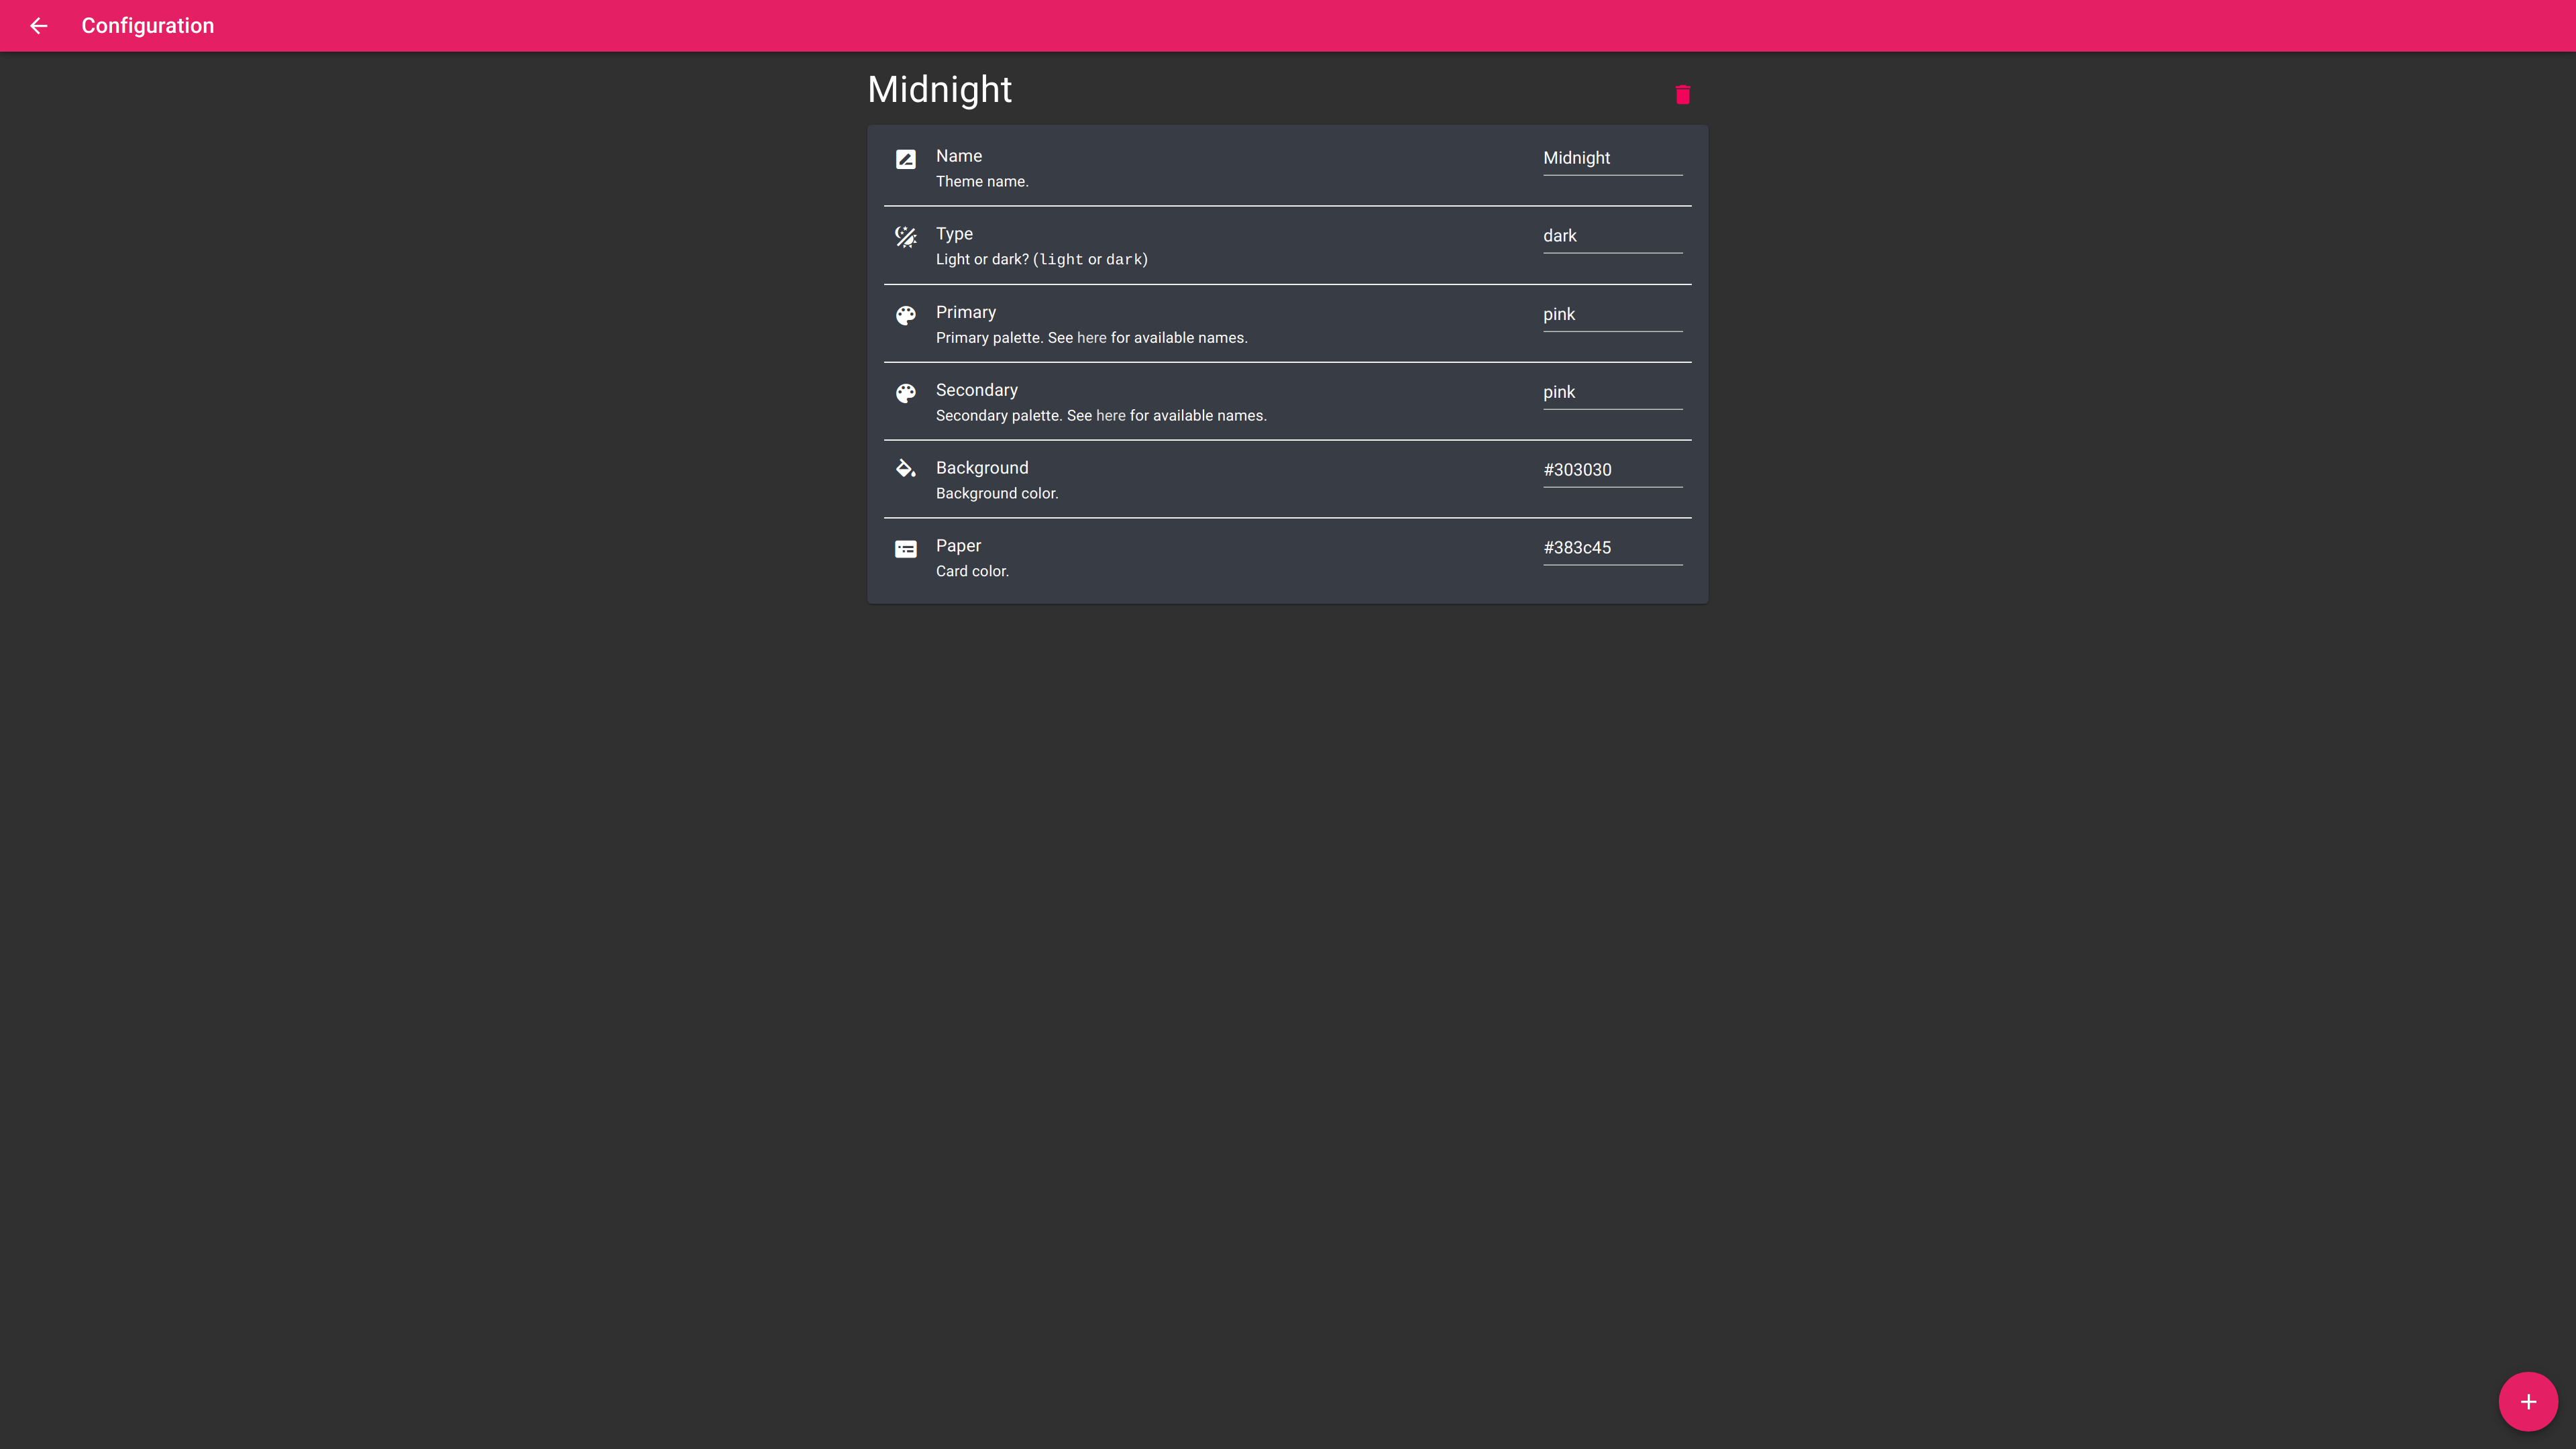 Configuration
Midnight
Name
Midnight
Theme name.
Type
dark
Light or dark? (light or dark)
Primary
pink
Primary palette. See here for available names.
Secondary
pink
Secondary palette. See here for available names.
Background
#303030
Background color.
Paper
#383c45
Card color.